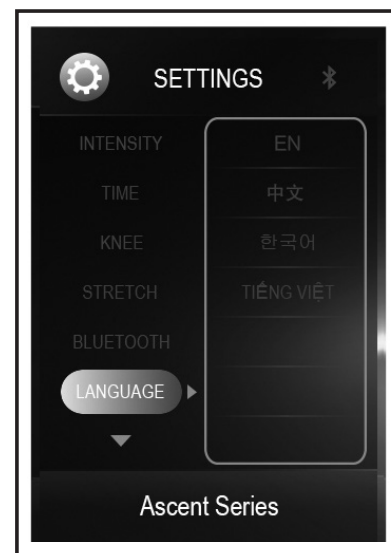 SETTINGS
INTENSITY
TIME
KNEE
STRETCH
BLUETOOTH
LANGUAGE
EN
中文
한국어
TIẾNG VIỆT
Ascent Series